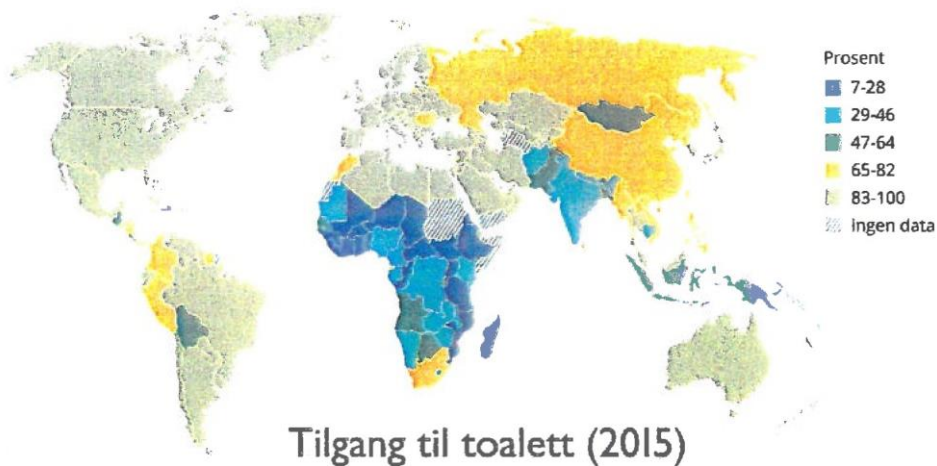 Prosent
7-28
29-46
47-64
65-82
83-100
ingen data
Tilgang til toalett (2015)